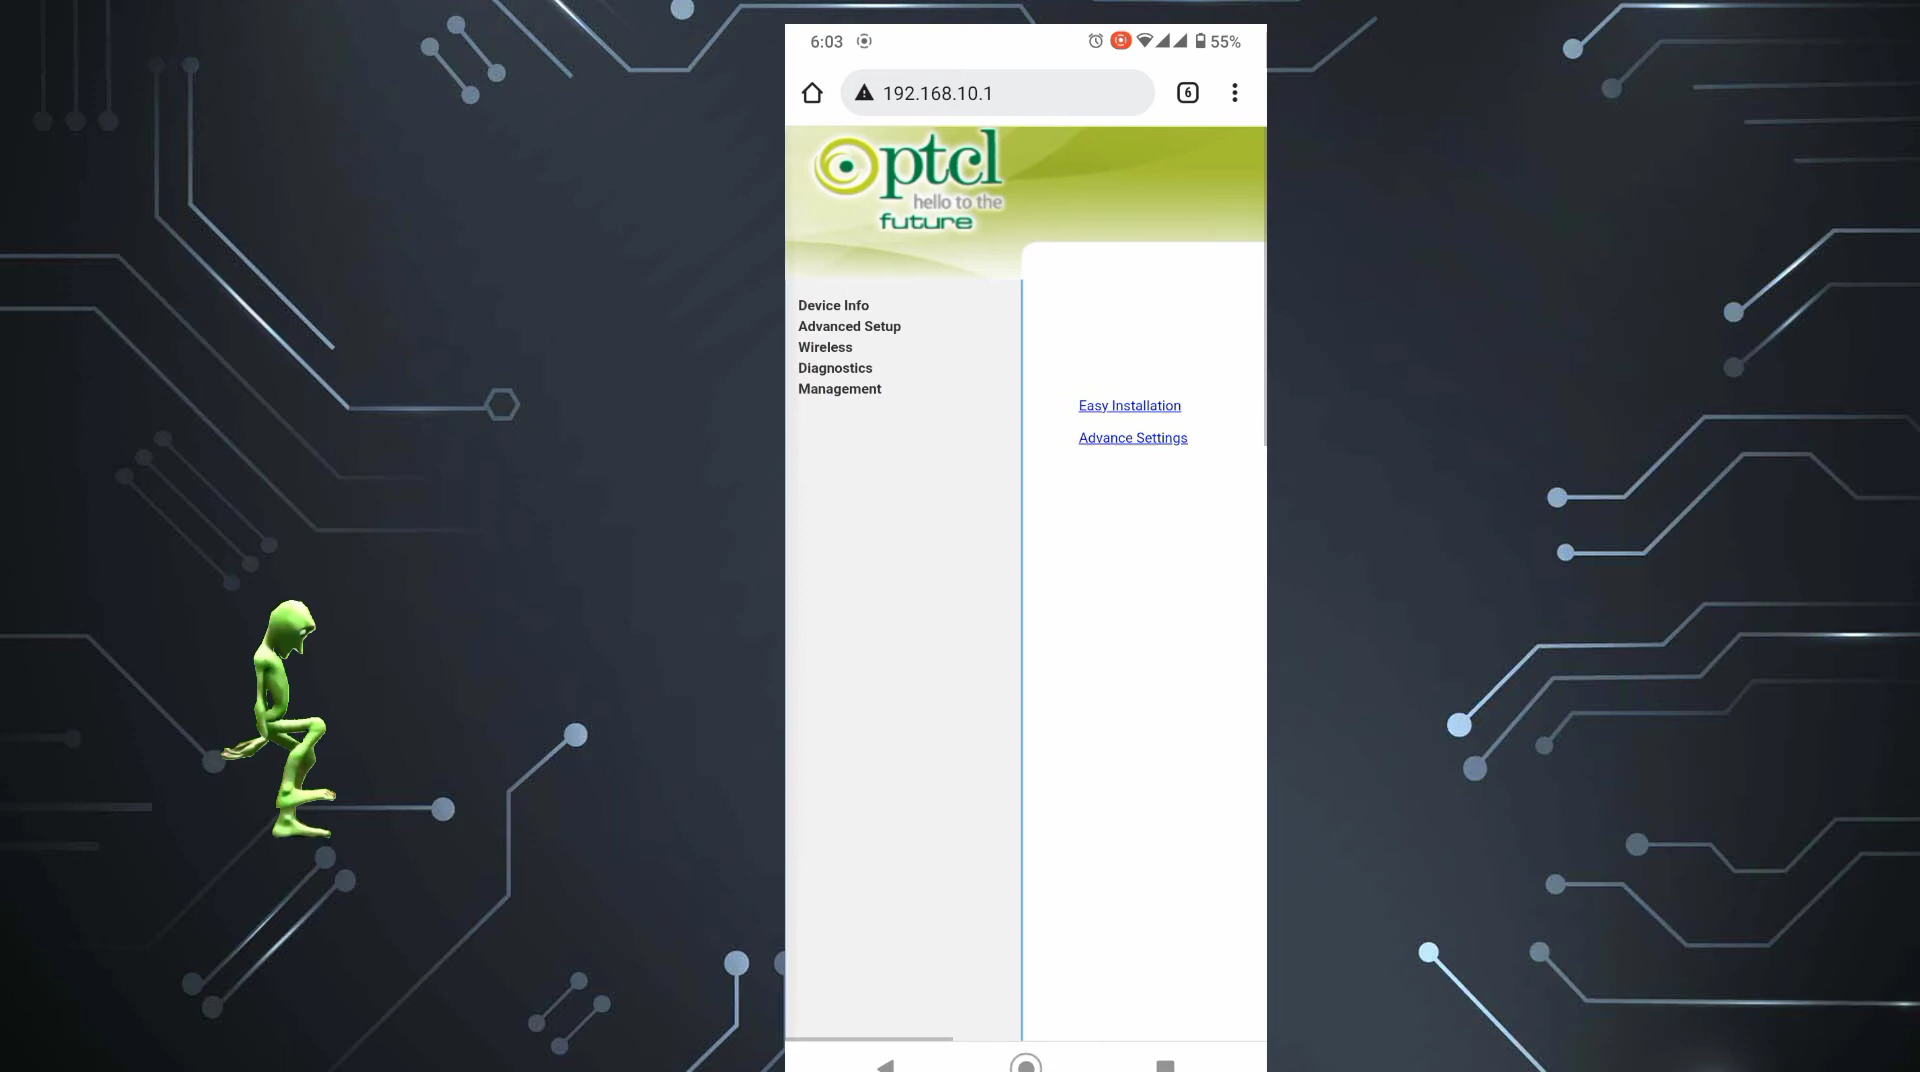 6:03
55%
192.168.10.1
6
ptcl
hello to the
future
Device Info
Advanced Setup
Wireless
Diagnostics
Management
Easy Installation
Advance Settings